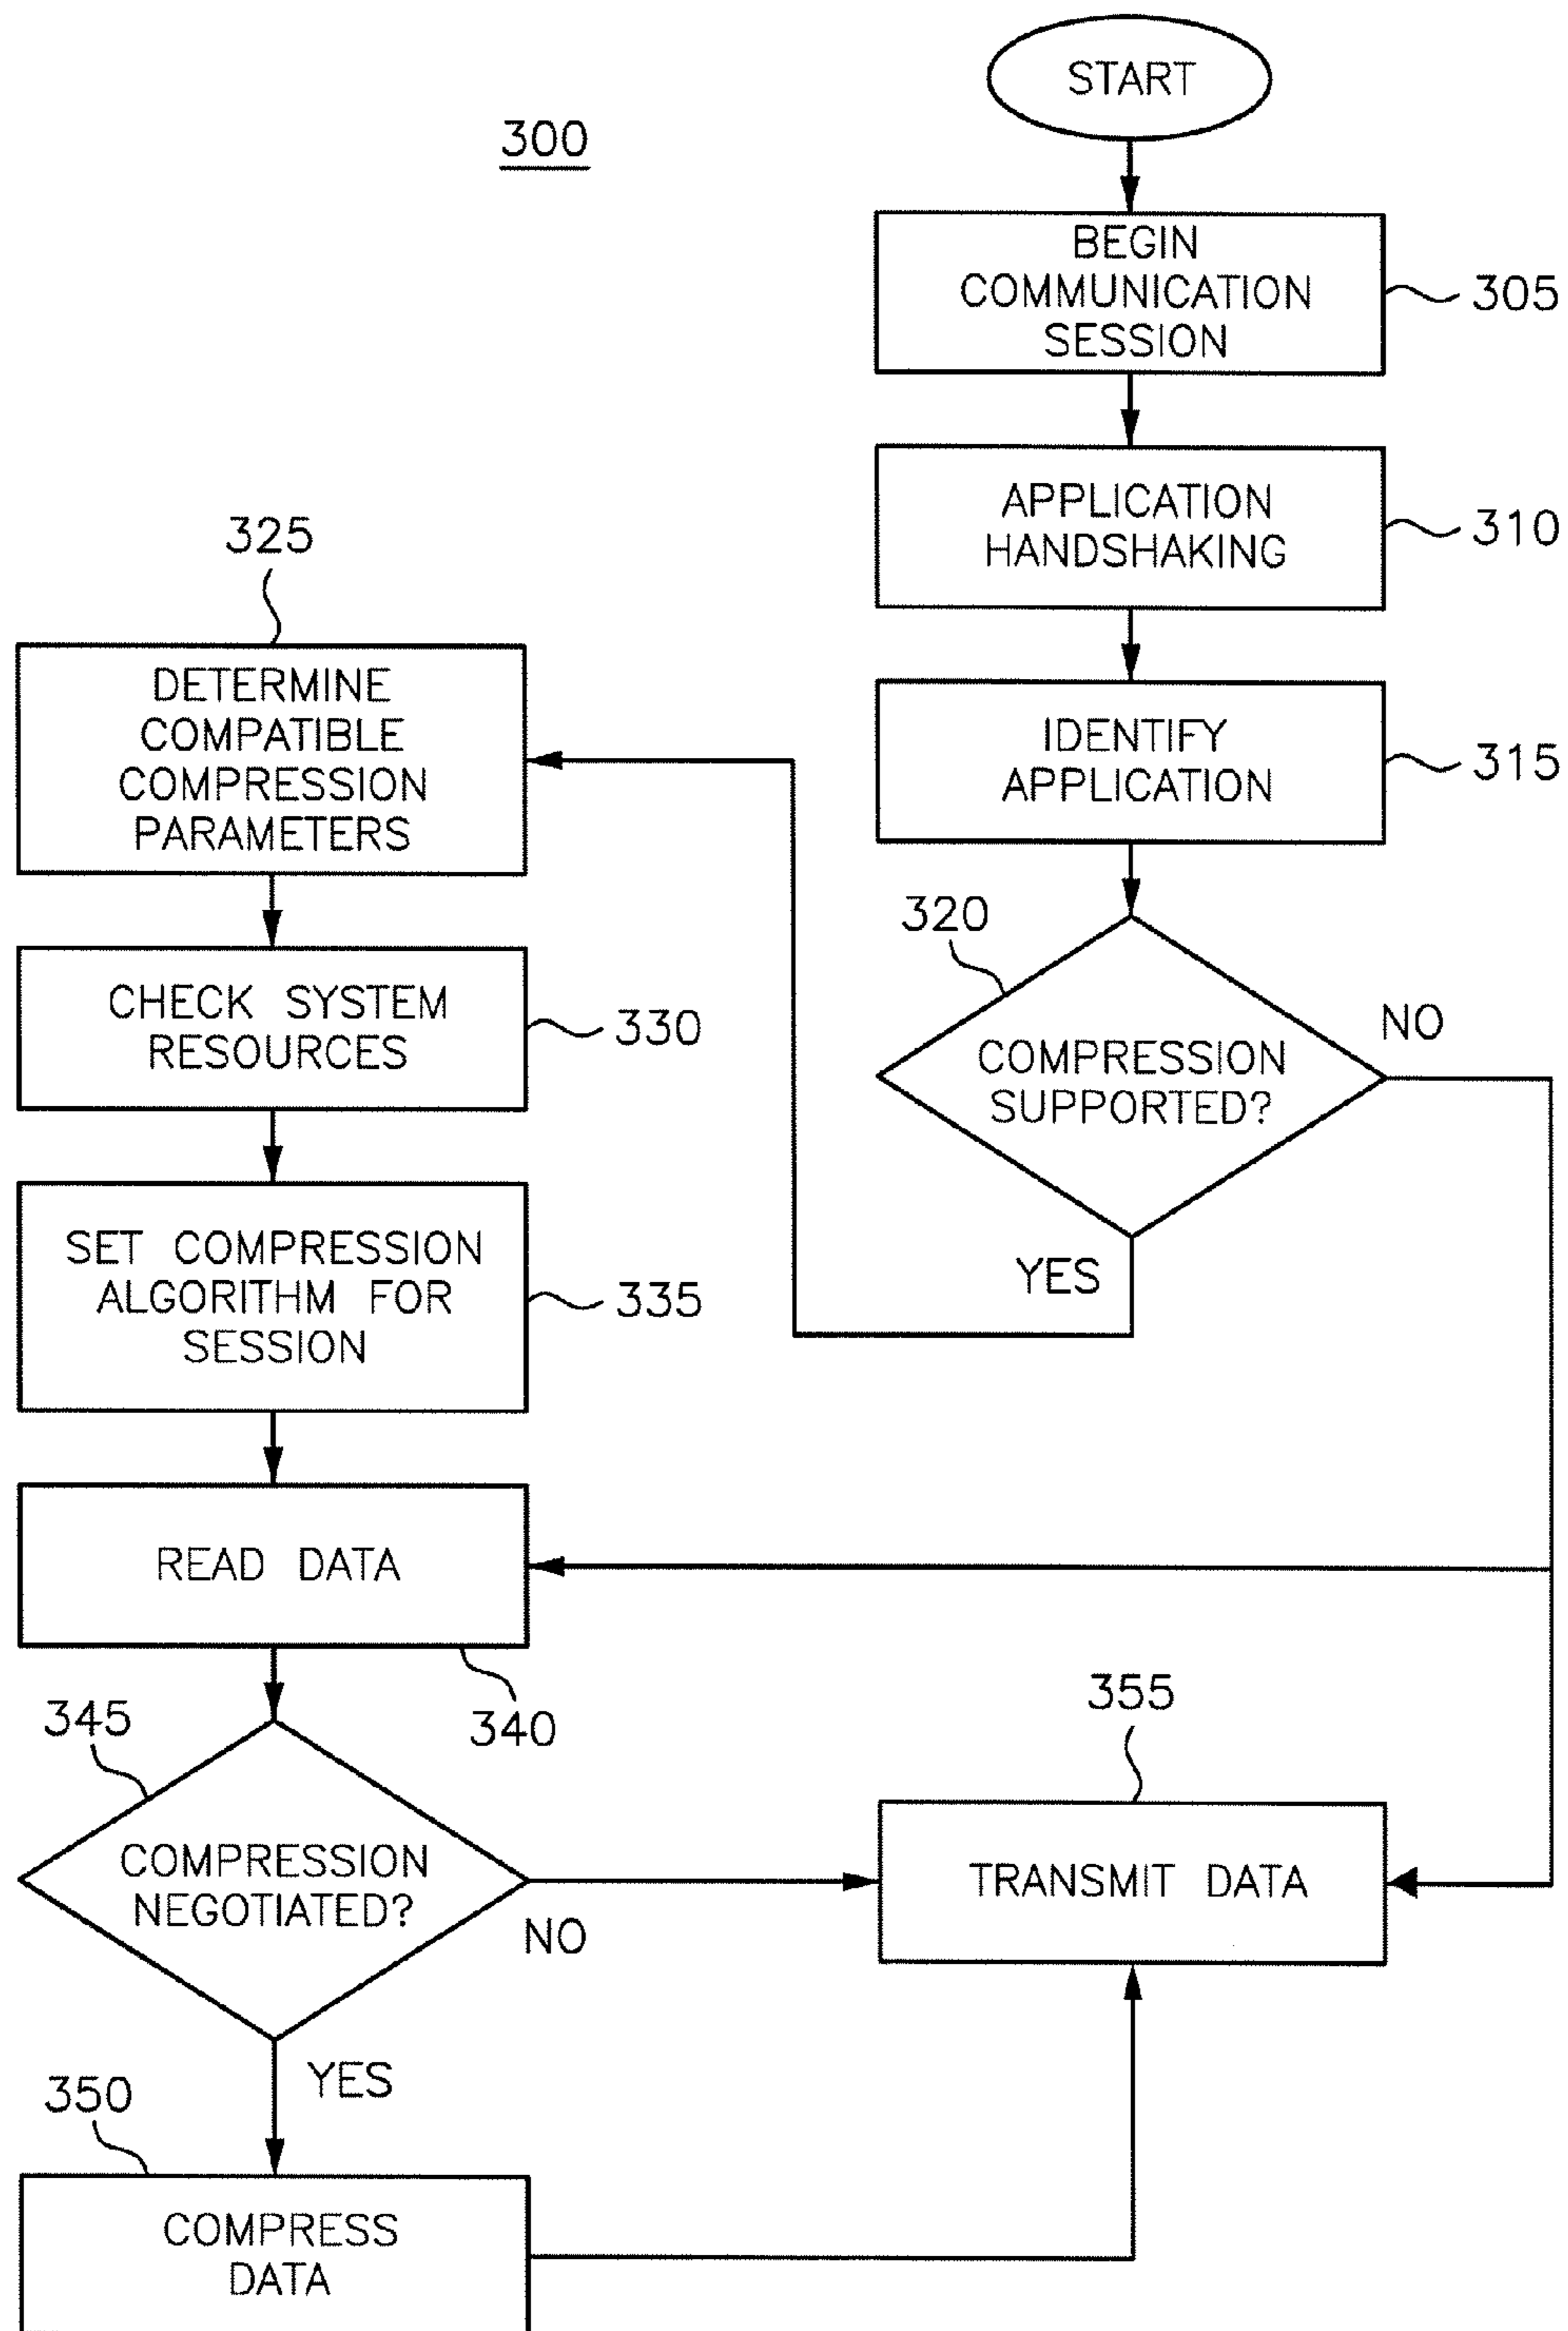 START
300
BEGIN
COMMUNICATION
SESSION
305
APPLICATION
HANDSHAKING
310
IDENTIFY
APPLICATION
315
320
COMPRESSION
SUPPORTED?
NO
YES
325
DETERMINE
COMPATIBLE
COMPRESSION
PARAMETERS
CHECK SYSTEM
RESOURCES
330
SET COMPRESSION
ALGORITHM FOR
SESSION
335
READ DATA
340
345
COMPRESSION
NEGOTIATED?
NO
YES
350
COMPRESS
DATA
355
TRANSMIT DATA